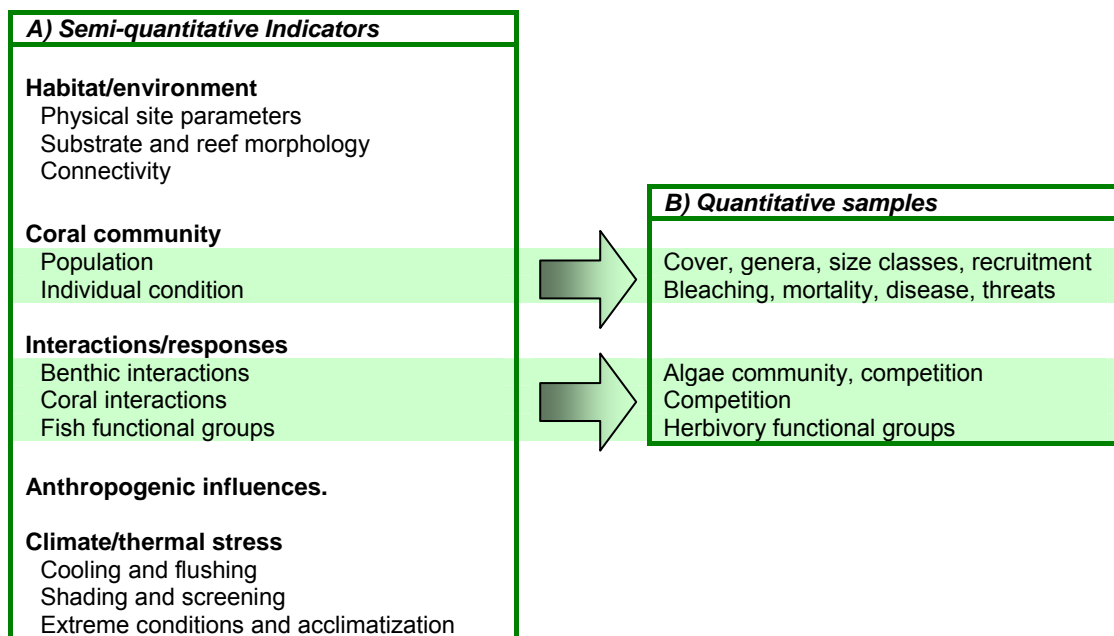 A) Semi-quantitative Indicators
Habitat/environment
Physical site parameters
Substrate and reef morphology
Connectivity
Coral community
Population
Individual condition
Interactions/responses
Benthic interactions
Coral interactions
Fish functional groups
Anthropogenic influences.
Climate/thermal stress
Cooling and flushing
Shading and screening
Extreme conditions and acclimatization
B) Quantitative samples
Cover, genera, size classes, recruitment
Bleaching, mortality, disease, threats
Algae community, competition
Competition
Herbivory functional groups